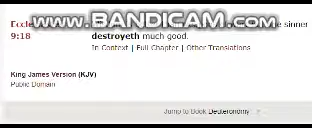 www.BANDICAM.com
sinner
9:18 destroyeth much good.
In Context | Full Chapter | Other Translations
King James Version (KJV)
Public Domain
Jump to Book Deuteronomy